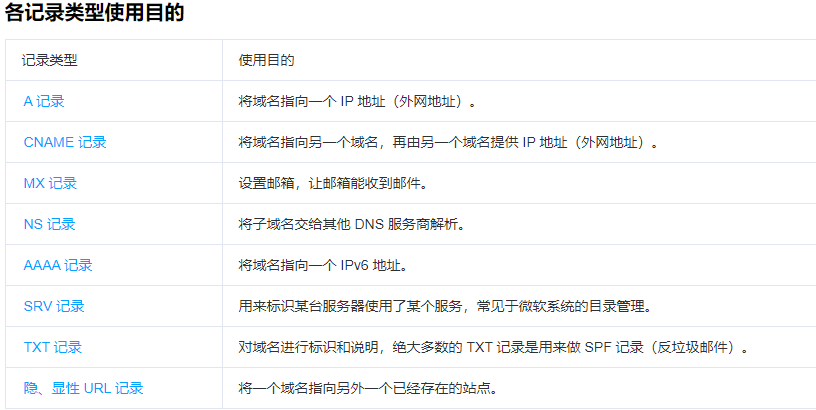 各记录类型使用目的
记录类型 使用目的
A 记录 将域名指向一个 IP 地址（外网地址）。
CNAME 记录 将域名指向另一个域名，再由另一个域名提供 IP 地址（外网地址）。
MX 记录 设置邮箱，让邮箱能收到邮件。
NS 记录 将子域名交给其他 DNS 服务商解析。
AAAA 记录 将域名指向一个 IPv6 地址。
SRV 记录 用来标识某台服务器使用了某个服务，常见于微软系统的目录管理。
TXT 记录 对域名进行标识和说明，绝大多数的 TXT 记录是用来做 SPF 记录（反垃圾邮件）。
隐、显性 URL 记录 将一个域名指向另外一个已经存在的站点。